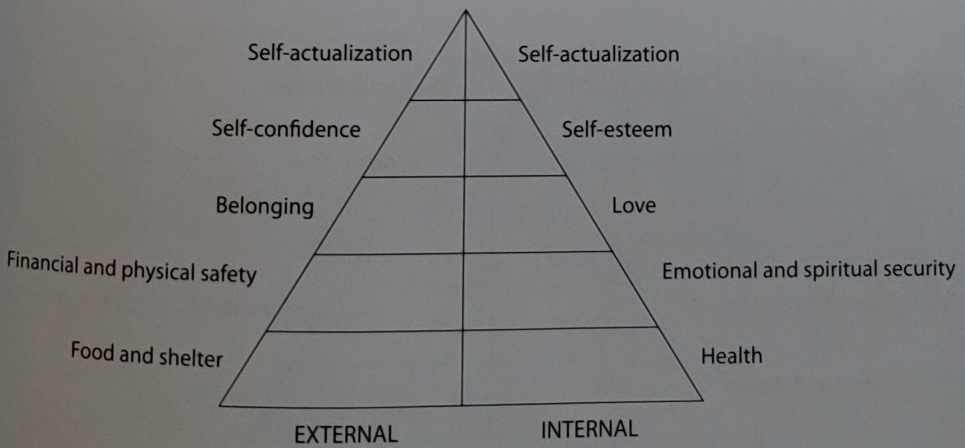 Self-actualization
Self-actualization
Self-confidence
Self-esteem
Belonging
Love
Financial and physical safety
Emotional and spiritual security
Food and shelter
Health
EXTERNAL
INTERNAL